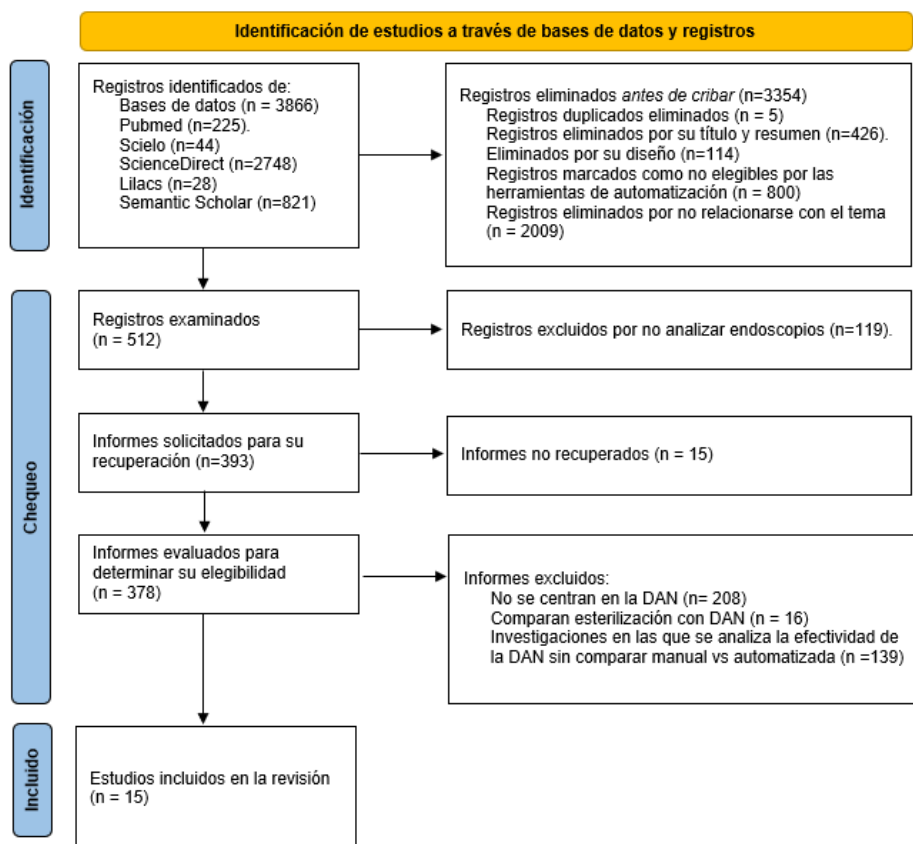 Identificación de estudios a través de bases de datos y registros
Identificación
Registros identificados de:
Bases de datos (n = 3866)
Pubmed (n=225).
Scielo (n=44)
ScienceDirect (n=2748)
Lilacs (n=28)
Semantic Scholar (n=821)
Registros eliminados antes de cribar (n=3354)
Registros duplicados eliminados (n = 5)
Registros eliminados por su título y resumen (n=426).
Eliminados por su diseño (n=114)
Registros marcados como no elegibles por las
herramientas de automatización (n = 800)
Registros eliminados por no relacionarse con el tema
(n = 2009)
Chequeo
Registros examinados
(n = 512)
Registros excluidos por no analizar endoscopios (n=119).
Informes solicitados para su
recuperación (n=393)
Informes no recuperados (n = 15)
Informes evaluados para
determinar su elegibilidad
(n = 378)
Informes excluidos:
No se centran en la DAN (n= 208)
Comparan esterilización con DAN (n = 16)
Investigaciones en las que se analiza la efectividad de
la DAN sin comparar manual vs automatizada (n =139)
Incluido
Estudios incluidos en la revisión
(n = 15)